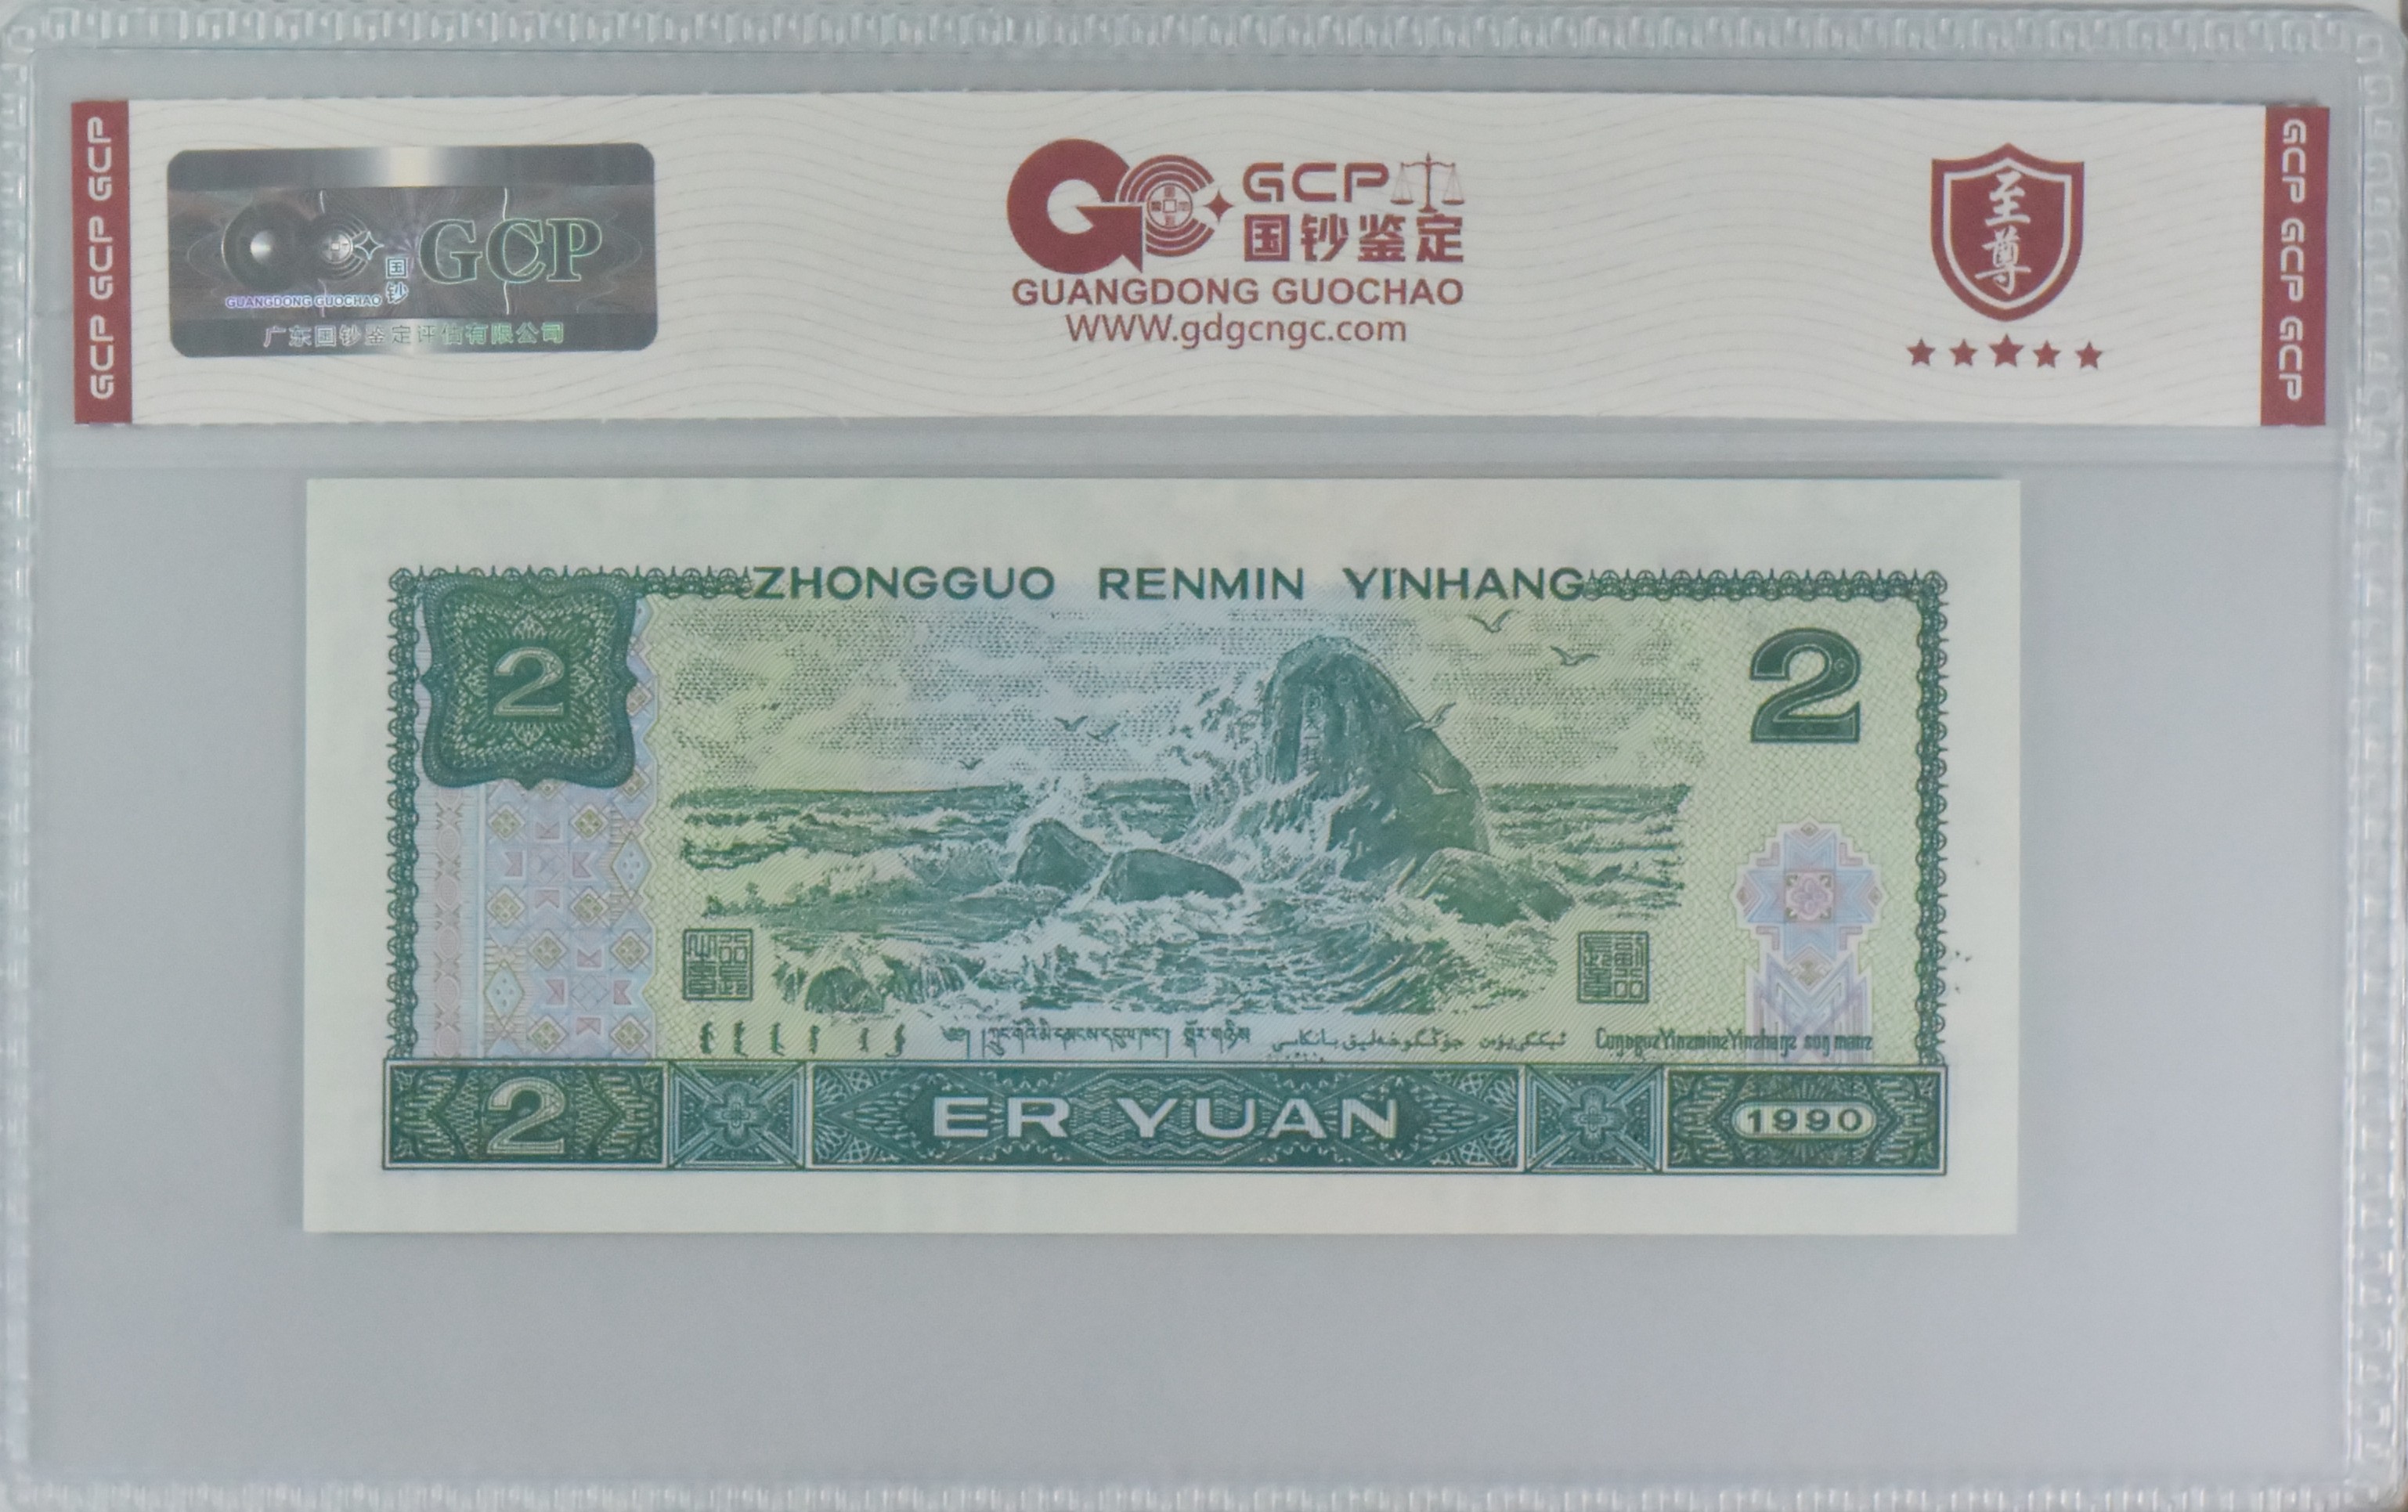 GCP GCP GCP
GCP
国钞
GUANGDONG GUOCHAO
广东国钞鉴定评估有限公司
GCP
国钞鉴定
GUANGDONG GUOCHAO
WWW.gdgcngc.com
至尊
GCP GCP GCP
ZHONGGUO RENMIN YINHANG
2
2
ERYUAN
2
ER YUAN
1990